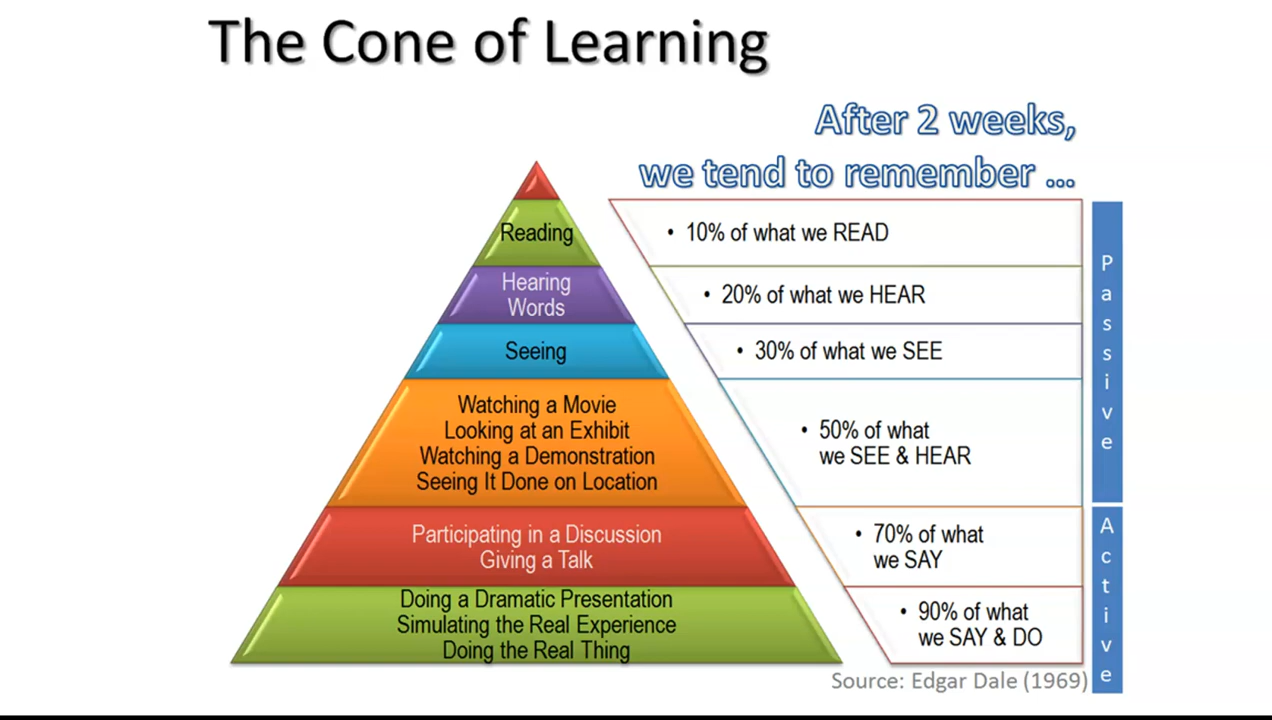 The Cone of Learning
After 2 weeks,
we tend to remember ...
Reading
• 10% of what we READ
Hearing
Words
• 20% of what we HEAR
Seeing
• 30% of what we SEE
Watching a Movie
Looking at an Exhibit
Watching a Demonstration
Seeing It Done on Location
• 50% of what
we SEE & HEAR
Passive
Participating in a Discussion
Giving a Talk
• 70% of what
we SAY
Doing a Dramatic Presentation
Simulating the Real Experience
Doing the Real Thing
• 90% of what
we SAY & DO
Active
Source: Edgar Dale (1969)